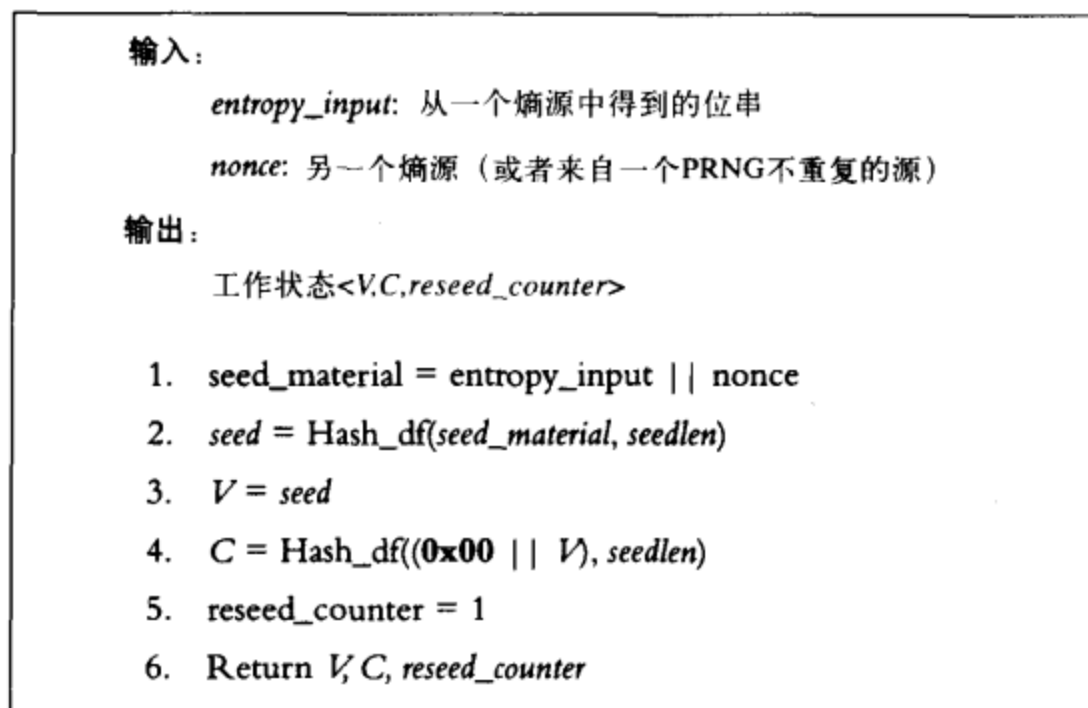 输入：
entropy_input: 从一个熵源中得到的位串
nonce: 另一个熵源（或者来自一个PRNG不重复的源）
输出：
工作状态<V,C,reseed_counter>
1. seed_material = entropy_input || nonce
2. seed = Hash_df(seed_material, seedlen)
3. V = seed
4. C = Hash_df((0x00 || V), seedlen)
5. reseed_counter = 1
6. Return V, C, reseed_counter